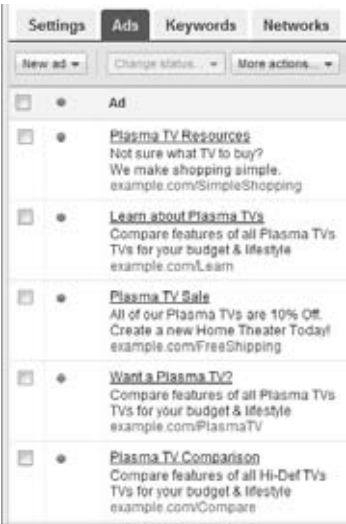 Settings Ads Keywords Networks
New ad Change status... More actions...
Ad
Plasma TV Resources
Not sure what TV to buy?
We make shopping simple.
example.com/SimpleShopping
Learn about Plasma TVs
Compare features of all Plasma TVs
TVs for your budget & lifestyle
example.com/Learn
Plasma TV Sale
All of our Plasma TVs are 10% Off.
Create a new Home Theater Today!
example.com/FreeShipping
Want a Plasma TV?
Compare features of all Plasma TVs
TVs for your budget & lifestyle
example.com/PlasmaTV
Plasma TV Comparison
Compare features of all Hi-Def TVs
TVs for your budget & lifestyle
example.com/Compare